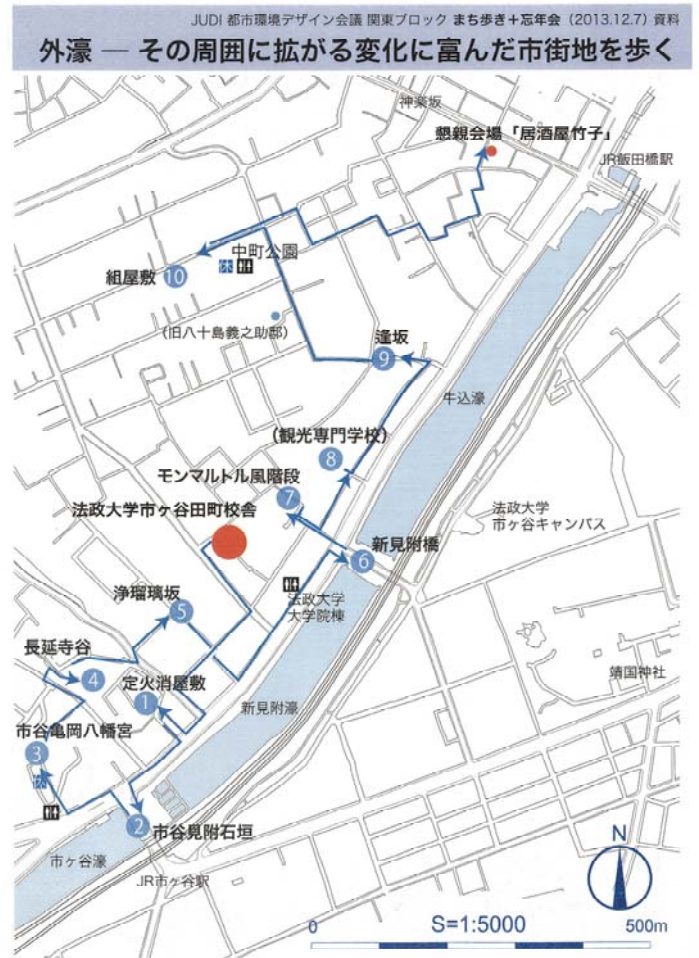 JUDI 都市環境デザイン会議 関東ブロック まち歩き+忘年会（2013.12.7）資料
外濠 ― その周囲に拡がる変化に富んだ市街地を歩く
神楽坂
懇親会場「居酒屋竹子」
JR飯田橋駅
中町公園
組屋敷 10
休
（旧八十島義之助邸）
逢坂
9
牛込濠
（観光専門学校）
8
モンマルトル風階段
7
法政大学市ヶ谷田町校舎
法政大学
市ヶ谷キャンパス
新見附橋
6
法政大学
大学院棟
浄瑠璃坂
5
長延寺谷
4
定火消屋敷
1
靖国神社
新見附濠
市谷亀岡八幡宮
3
休
2 市谷見附石垣
市ヶ谷濠
JR市ヶ谷駅
N
0 S=1:5000 500m